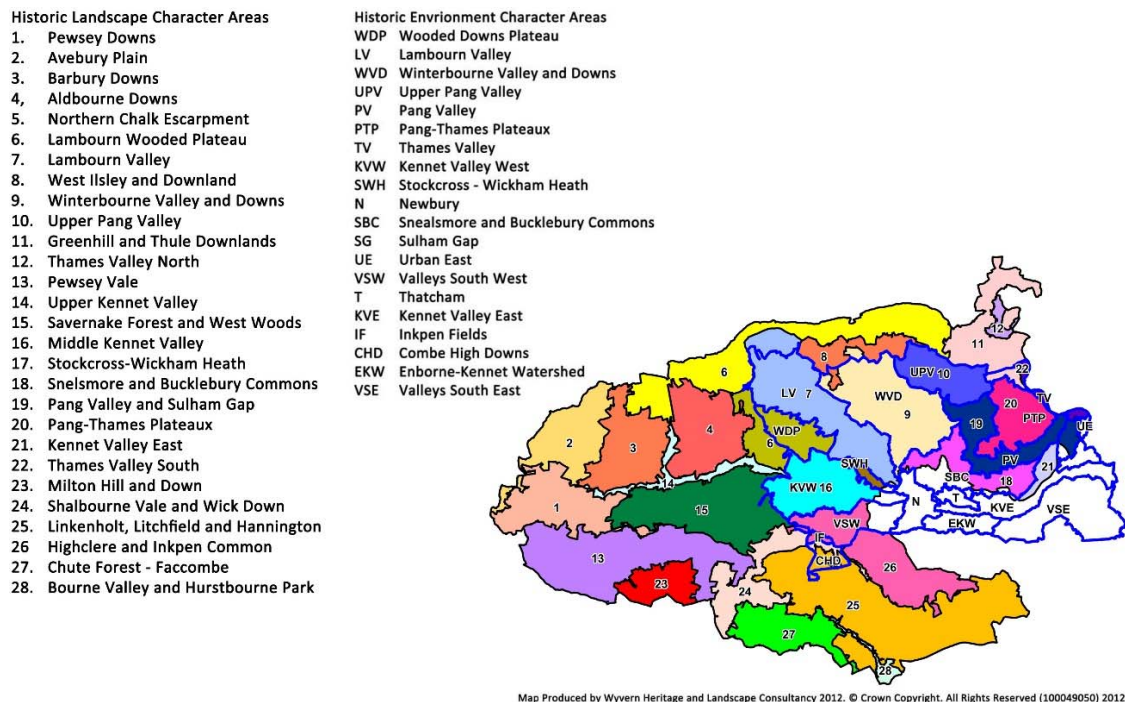 Historic Landscape Character Areas
1. Pewsey Downs
2. Avebury Plain
3. Barbury Downs
4, Aldbourne Downs
5. Northern Chalk Escarpment
6. Lambourn Wooded Plateau
7. Lambourn Valley
8. West Ilsley and Downland
9. Winterbourne Valley and Downs
10. Upper Pang Valley
11. Greenhill and Thule Downlands
12. Thames Valley North
13. Pewsey Vale
14. Upper Kennet Valley
15. Savernake Forest and West Woods
16. Middle Kennet Valley
17. Stockcross-Wickham Heath
18. Snelsmore and Bucklebury Commons
19. Pang Valley and Sulham Gap
20. Pang-Thames Plateaux
21. Kennet Valley East
22. Thames Valley South
23. Milton Hill and Down
24. Shalbourne Vale and Wick Down
25. Linkenholt, Litchfield and Hannington
26 Highclere and Inkpen Common
27. Chute Forest - Faccombe
28. Bourne Valley and Hurstbourne Park
Historic Envrionment Character Areas
WDP Wooded Downs Plateau
LV Lambourn Valley
WVD Winterbourne Valley and Downs
UPV Upper Pang Valley
PV Pang Valley
PTP Pang-Thames Plateaux
TV Thames Valley
KVW Kennet Valley West
SWH Stockcross - Wickham Heath
N Newbury
SBC Snealsmore and Bucklebury Commons
SG Sulham Gap
UE Urban East
VSW Valleys South West
T Thatcham
KVE Kennet Valley East
IF Inkpen Fields
CHD Combe High Downs
EKW Enborne-Kennet Watershed
VSE Valleys South East
12
11
8
6
UPV 10
22
LV 7
WVD
20
TV
2
3
4
6
WDP
9
19
PTP
UE
SWH
PV
21
14
KVW 16
SBC
18
1
15
N
T
KVE
VSE
VSW
EKW
IF
13
CHD
26
23
24
25
27
28
Map Produced by Wyvern Heritage and Landscape Consultancy 2012. © Crown Copyright. All Rights Reserved (100049050) 2012